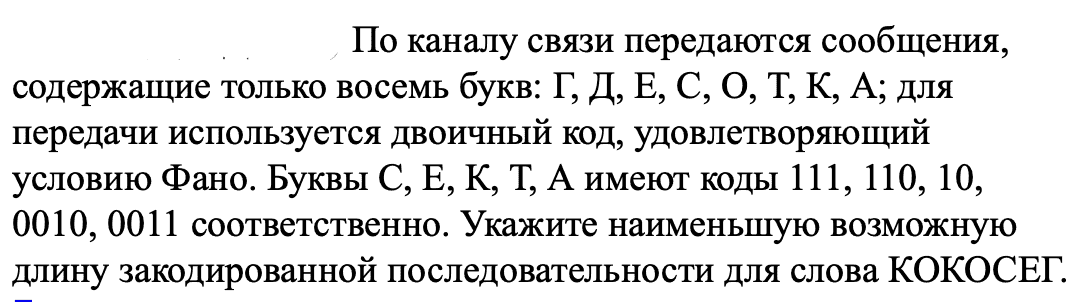 По каналу связи передаются сообщения,
содержащие только восемь букв: Г, Д, Е, С, О, Т, К, А; для
передачи используется двоичный код, удовлетворяющий
условию Фано. Буквы С, Е, К, Т, А имеют коды 111, 110, 10,
0010, 0011 соответственно. Укажите наименьшую возможную
длину закодированной последовательности для слова КОКОСЕГ.